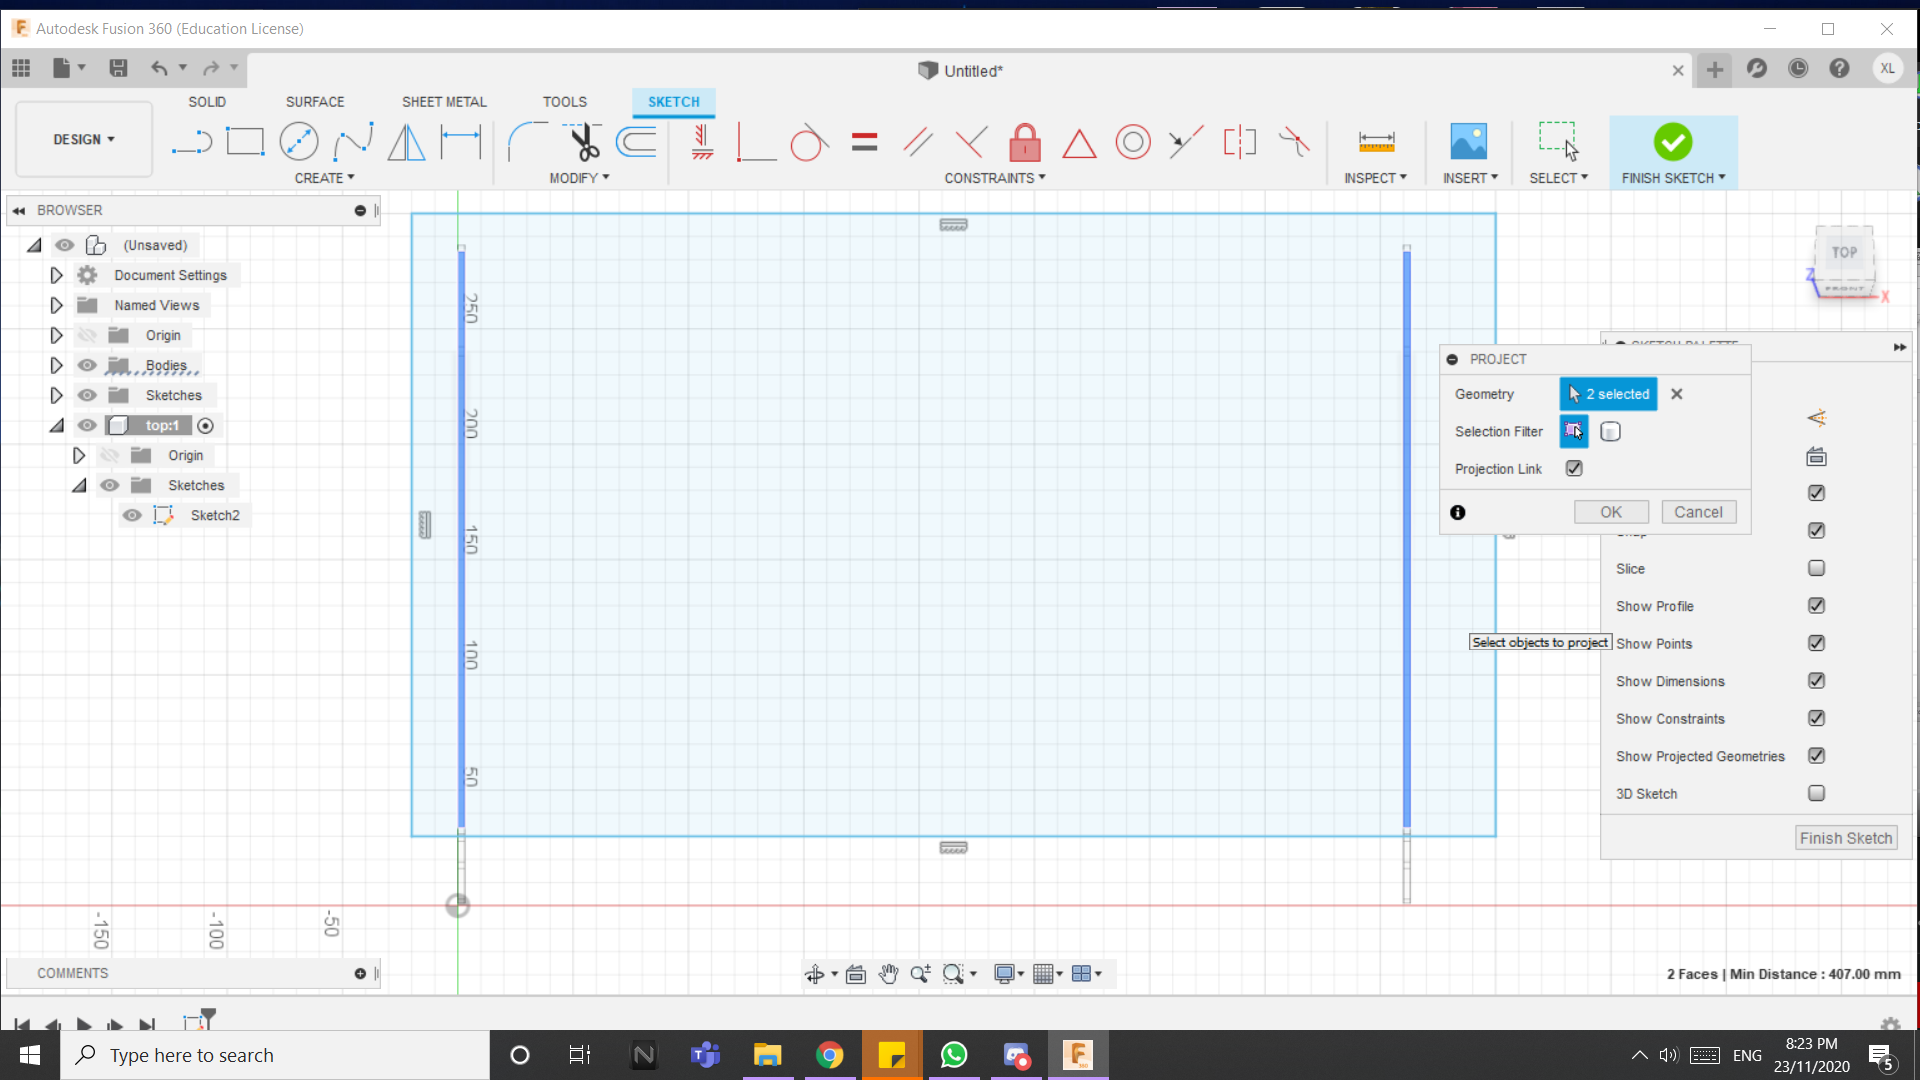 Autodesk Fusion 360 (Education License)
Untitled*
XL
SOLID
SURFACE
SHEET METAL
TOOLS
SKETCH
DESIGN
CREATE
MODIFY
CONSTRAINTS
INSPECT
INSERT
SELECT
FINISH SKETCH
BROWSER
(Unsaved)
Document Settings
Named Views
Origin
Bodies
Sketches
top:1
Origin
Sketches
Sketch2
250
200
150
100
50
-150
-100
-50
TOP
FRONT
Z
X
SKETCH PALETTE
PROJECT
Geometry
2 selected
Selection Filter
Projection Link
OK
Cancel
Slice
Show Profile
Select objects to project
Show Points
Show Dimensions
Show Constraints
Show Projected Geometries
3D Sketch
Finish Sketch
COMMENTS
2 Faces | Min Distance : 407.00 mm
Type here to search
ENG
8:23 PM
23/11/2020
5